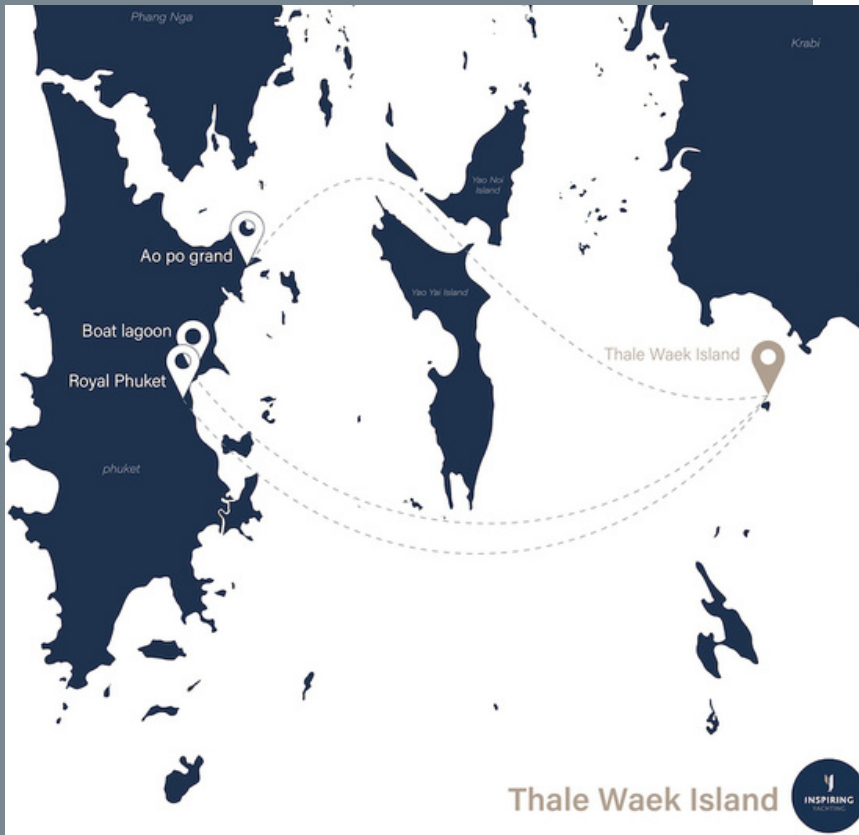 Phang Nga
Krabi
Yao Noi
Island
Ao po grand
Yao Yai Island
Boat lagoon
Thale Waek Island
Royal Phuket
phuket
Thale Waek Island
INSPIRING
YACHTING